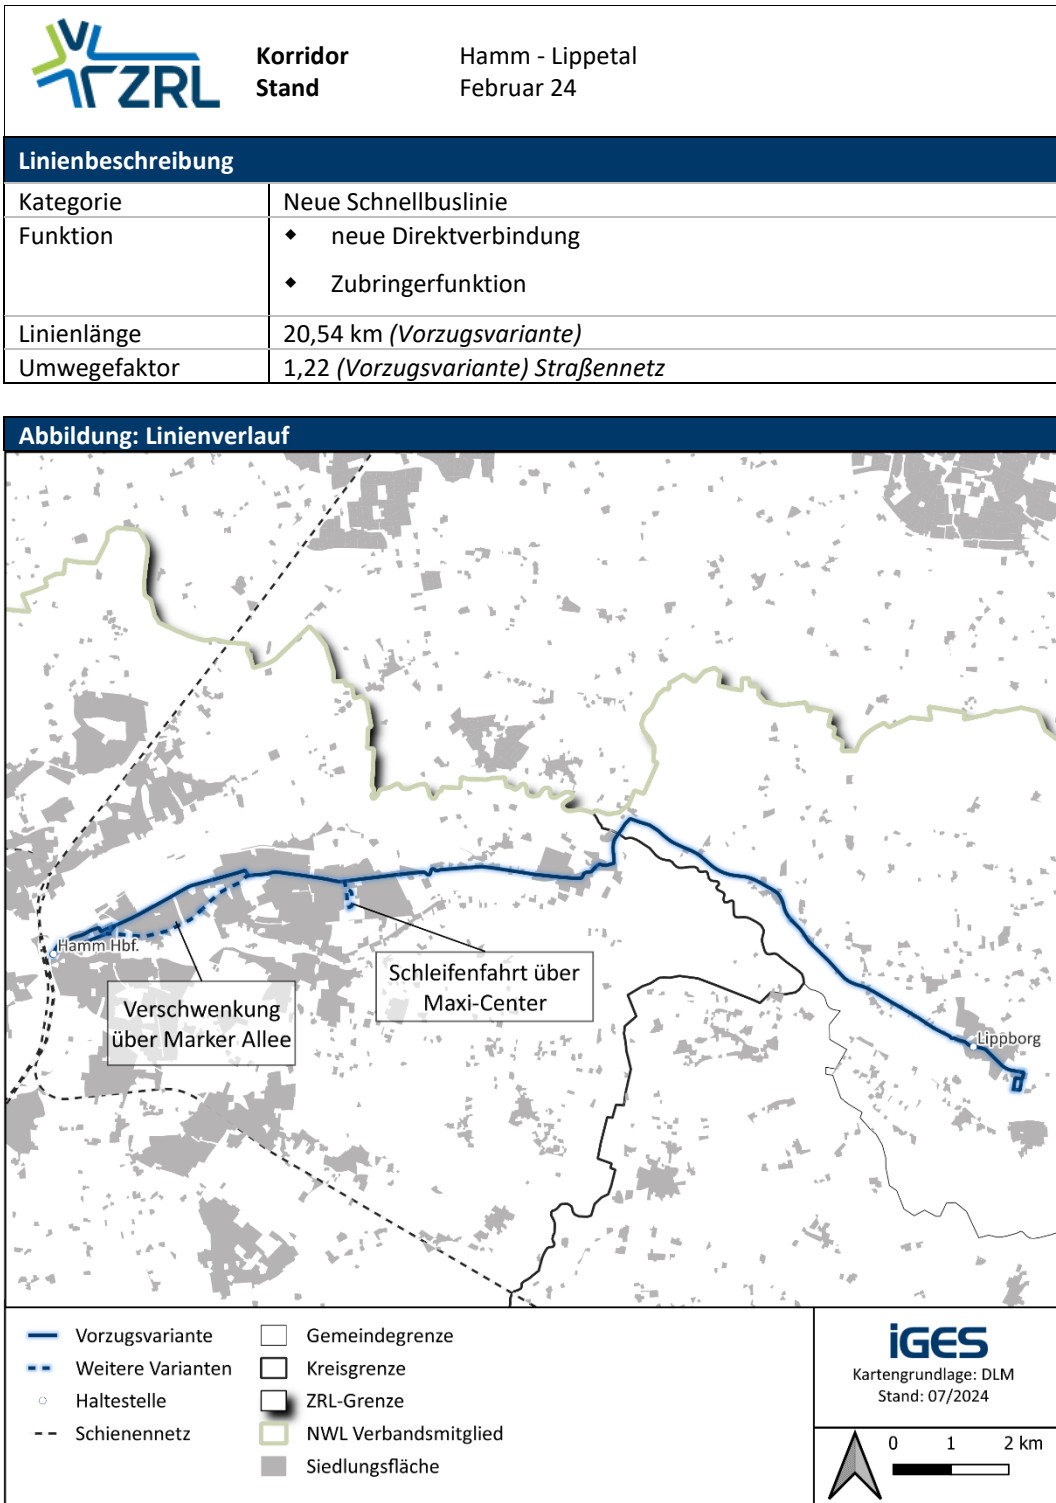 ZRL
Korridor Hamm - Lippetal
Stand Februar 24
Linienbeschreibung
Kategorie Neue Schnellbuslinie
Funktion ◆ neue Direktverbindung
◆ Zubringerfunktion
Linienlänge 20,54 km (Vorzugsvariante)
Umwegefaktor 1,22 (Vorzugsvariante) Straßennetz
Abbildung: Linienverlauf
Hamm Hbf.
Verschwenkung
über Marker Allee
Schleifenfahrt über
Maxi-Center
Lippborg
Vorzugsvariante
Weitere Varianten
Haltestelle
Schienennetz
Gemeindegrenze
Kreisgrenze
ZRL-Grenze
NWL Verbandsmitglied
Siedlungsfläche
iGES
Kartengrundlage: DLM
Stand: 07/2024
0 1 2 km